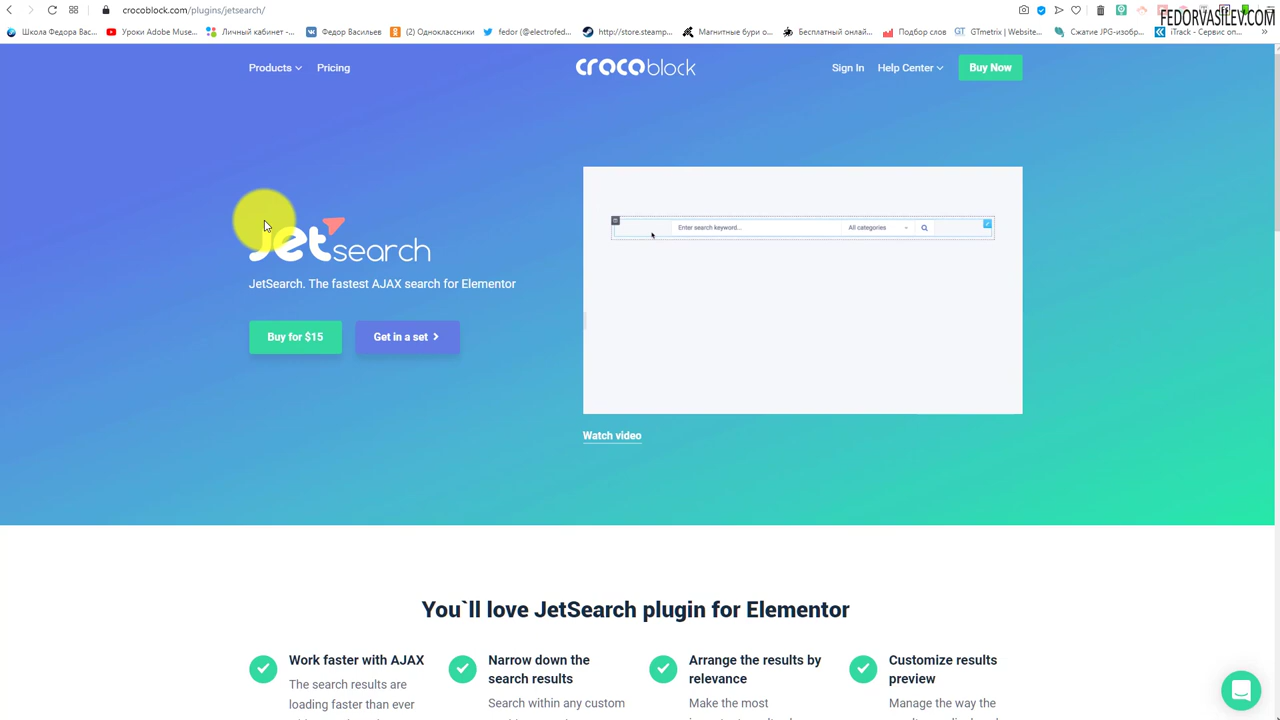 crocoblock.com/plugins/jetsearch/
FEDORVASILEV.COM
Школа Федора Вас...
Уроки Adobe Muse...
Личный кабинет -...
Федор Васильев
(2) Одноклассники
fedor (@electrofed...
http://store.steamp...
Магнитные бури о...
Бесплатный онлай...
Подбор слов
GTmetrix | Website...
Сжатие JPG-изобр...
iTrack - Сервис оп...
Products
Pricing
crocoblock
Sign In
Help Center
Buy Now
Jetsearch
JetSearch. The fastest AJAX search for Elementor
Buy for $15
Get in a set
Enter search keyword...
All categories
Watch video
You`ll love JetSearch plugin for Elementor
Work faster with AJAX
The search results are
loading faster than ever
Narrow down the
search results
Search within any custom
Arrange the results by
relevance
Make the most
Customize results
preview
Manage the way the